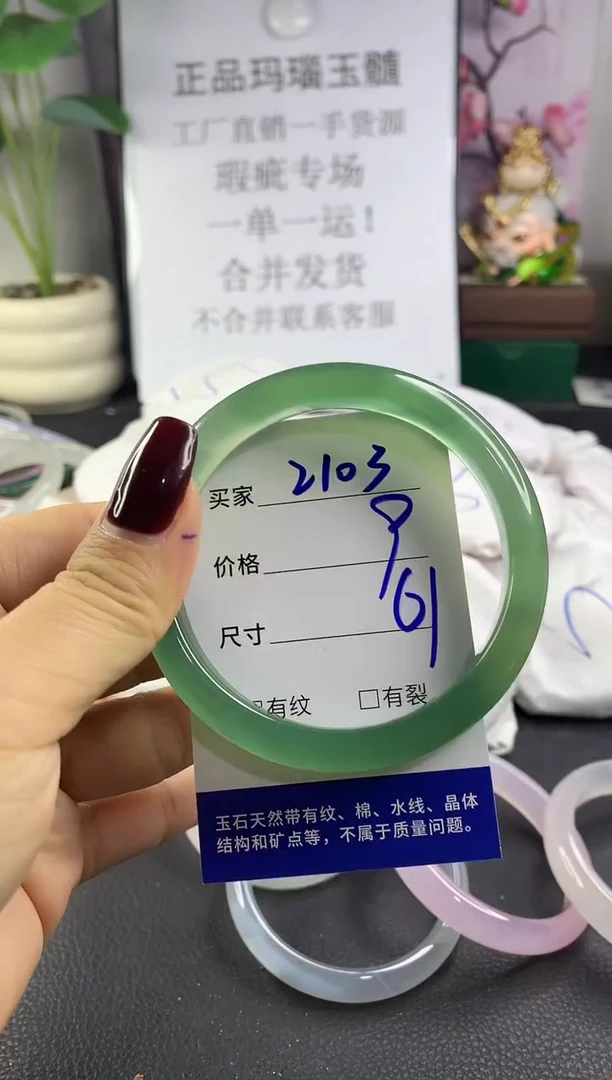 正品玛瑙玉髓
工厂直销一手货源
瑕疵专场
一单一运!
合并发货
不合并联系客服
买家 2103
价格 9
尺寸 61
有纹 □有裂
玉石天然带有纹、棉、水线、晶体
结构和矿点等，不属于质量问题。